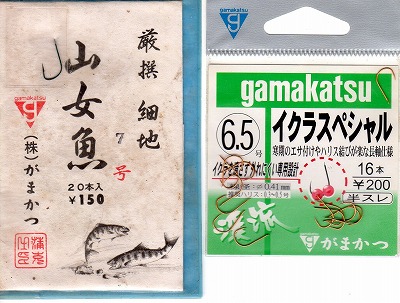 厳撰 細地
山女魚
7号
(株)がまかつ
20本入
¥150
gamakatsu
6.5号
イクラスペシャル
寒期のエサ付けやハリス結びが楽な長軸仕様
16本
¥200
半スレ
渓流
がまかつ